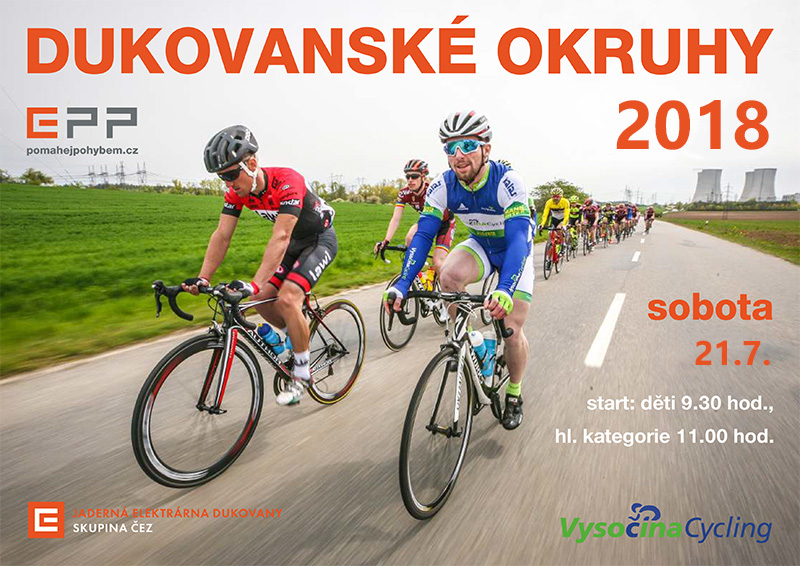 DUKOVANSKÉ OKRUHY
2018
EPP
pomahejpohybem.cz
sobota
21.7.
start: děti 9.30 hod.,
hl. kategorie 11.00 hod.
JADERNÁ ELEKTRÁRNA DUKOVANY
SKUPINA ČEZ
VysočinaCycling